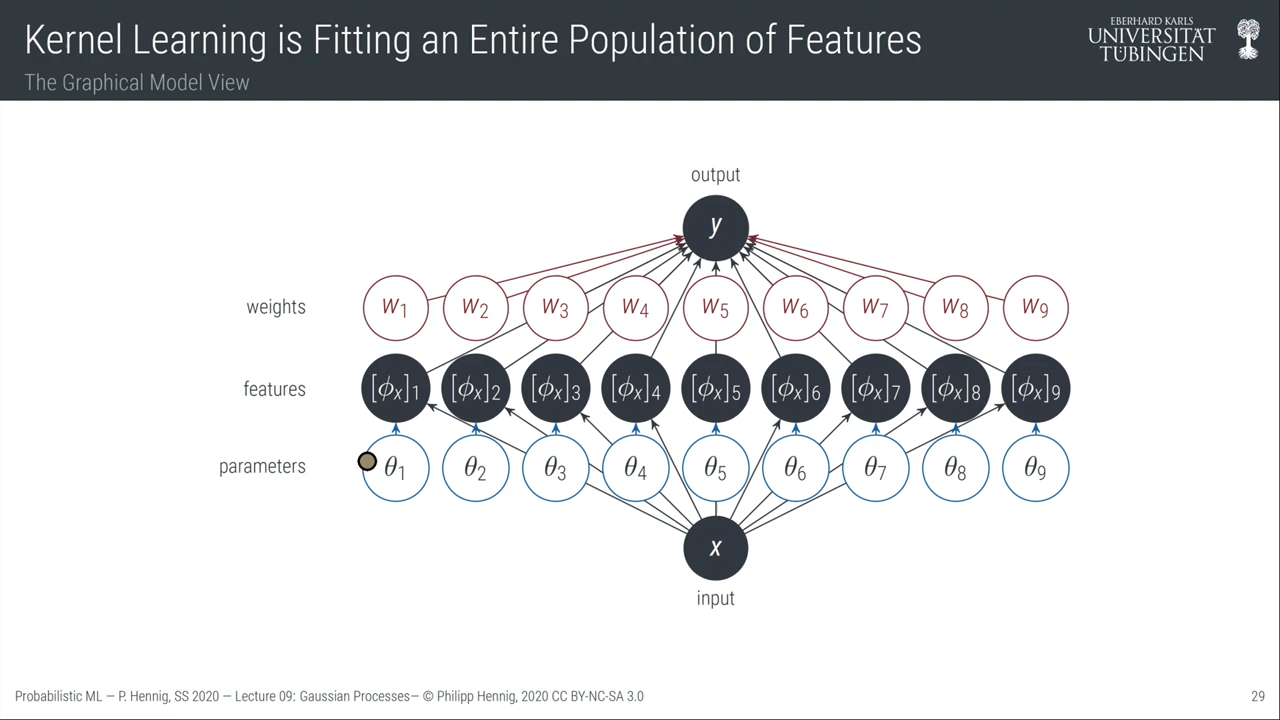 Kernel Learning is Fitting an Entire Population of Features
The Graphical Model View
EBERHARD KARLS
UNIVERSITÄT
TÜBINGEN
output
y
weights
w1 w2 w3 w4 w5 w6 w7 w8 w9
features
[ϕx]1 [ϕx]2 [ϕx]3 [ϕx]4 [ϕx]5 [ϕx]6 [ϕx]7 [ϕx]8 [ϕx]9
parameters
θ1 θ2 θ3 θ4 θ5 θ6 θ7 θ8 θ9
x
input
Probabilistic ML — P. Hennig, SS 2020 — Lecture 09: Gaussian Processes— © Philipp Hennig, 2020 CC BY-NC-SA 3.0
29